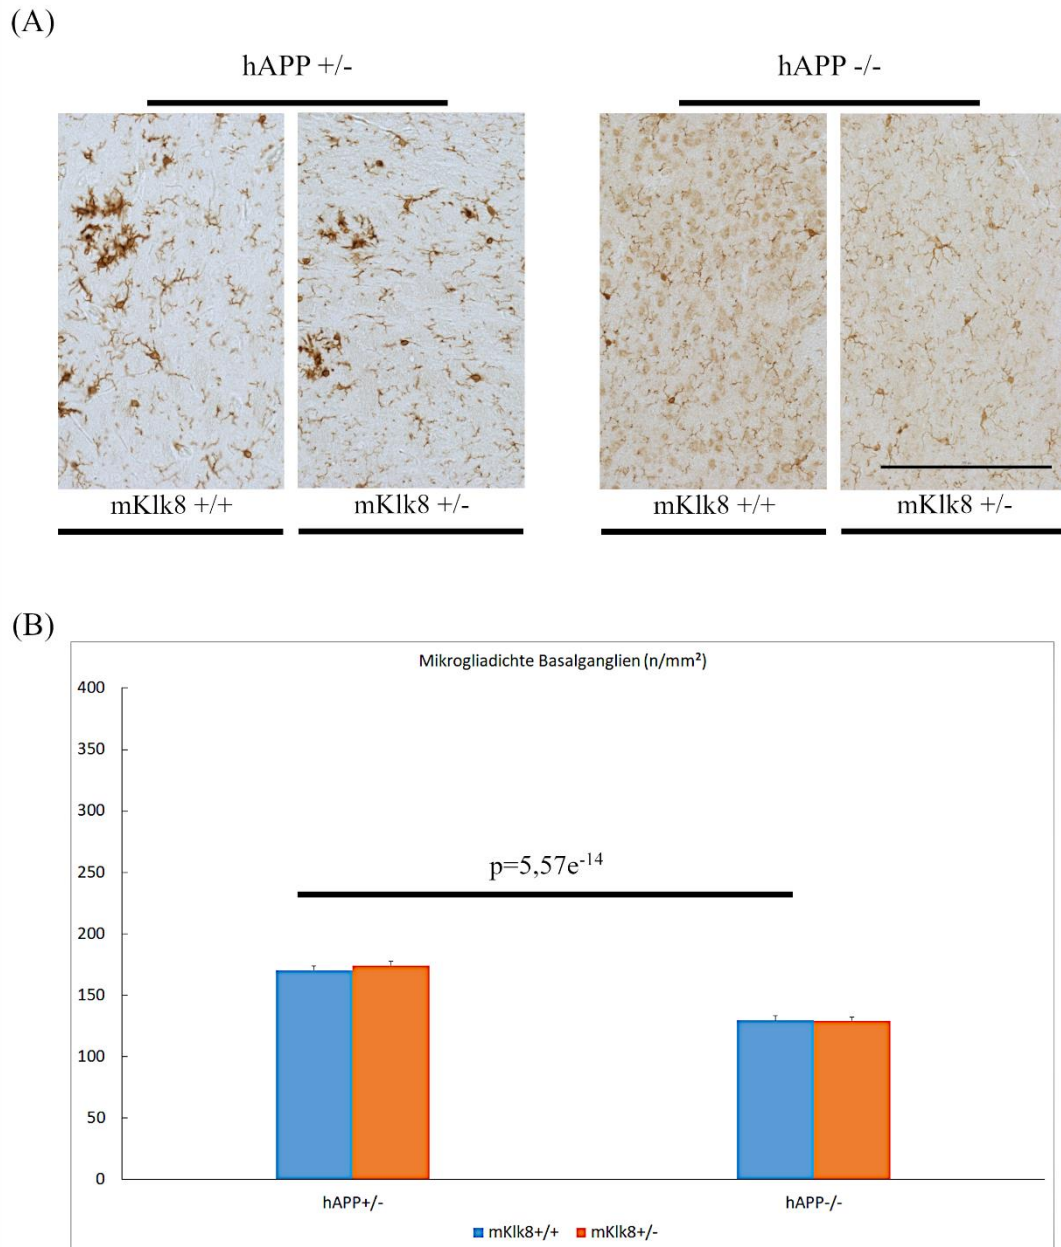 (A)
hAPP +/- hAPP -/-
mKlk8 +/+ mKlk8 +/- mKlk8 +/+ mKlk8 +/-
(B)
Mikrogliadichte Basalganglien (n/mm²)
400
350
300
250
200
150
100
50
0
p=5,57e⁻¹⁴
hAPP+/- hAPP-/-
mKlk8+/+ mKlk8+/-